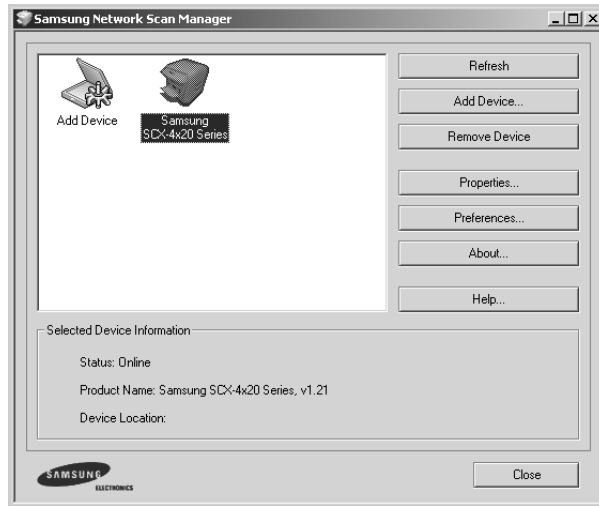 Samsung Network Scan Manager
Add Device
Samsung
SCX-4x20 Series
Refresh
Add Device...
Remove Device
Properties...
Preferences...
About...
Help...
Selected Device Information
Status: Online
Product Name: Samsung SCX-4x20 Series, v1.21
Device Location:
SAMSUNG
ELECTRONICS
Close